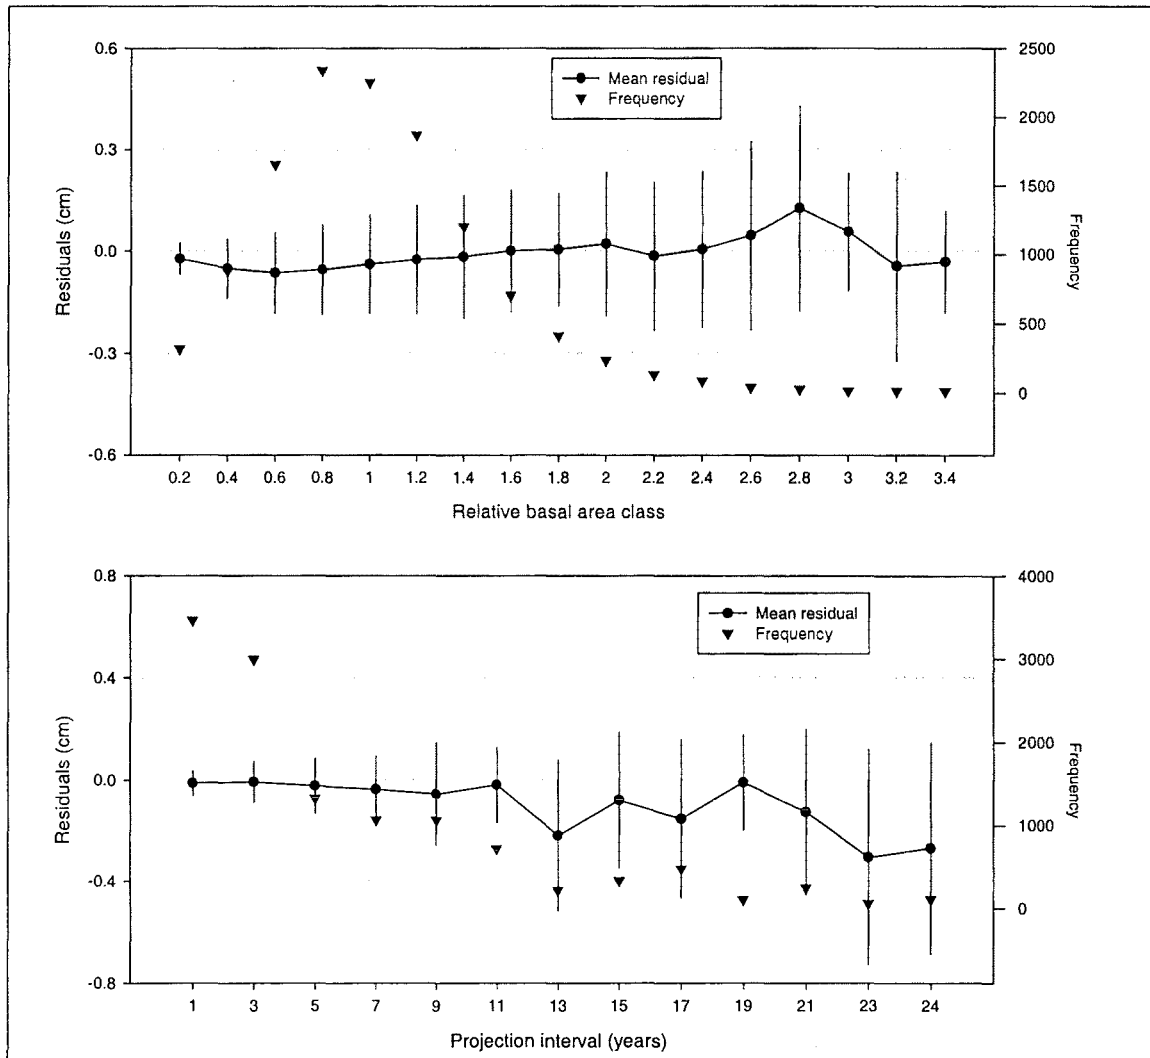 0.6
0.3
0.0
-0.3
-0.6
Residuals (cm)
Mean residual
Frequency
2500
2000
1500
1000
500
0
Frequency
0.2 0.4 0.6 0.8 1 1.2 1.4 1.6 1.8 2 2.2 2.4 2.6 2.8 3 3.2 3.4
Relative basal area class
0.8
0.4
0.0
-0.4
-0.8
Residuals (cm)
Mean residual
Frequency
4000
3000
2000
1000
0
Frequency
1 3 5 7 9 11 13 15 17 19 21 23 24
Projection interval (years)